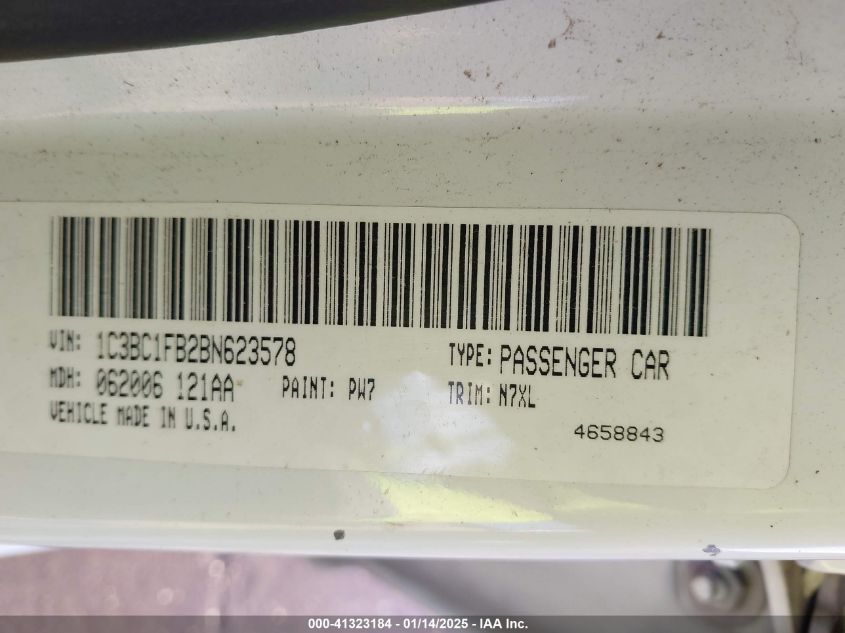 VIN: 1C3BC1FB2BN623578 TYPE: PASSENGER CAR
MDH: 062006 121AA PAINT: PW7 TRIM: N7XL
VEHICLE MADE IN U.S.A.
4658843
000-41323184 - 01/14/2025 - IAA Inc.